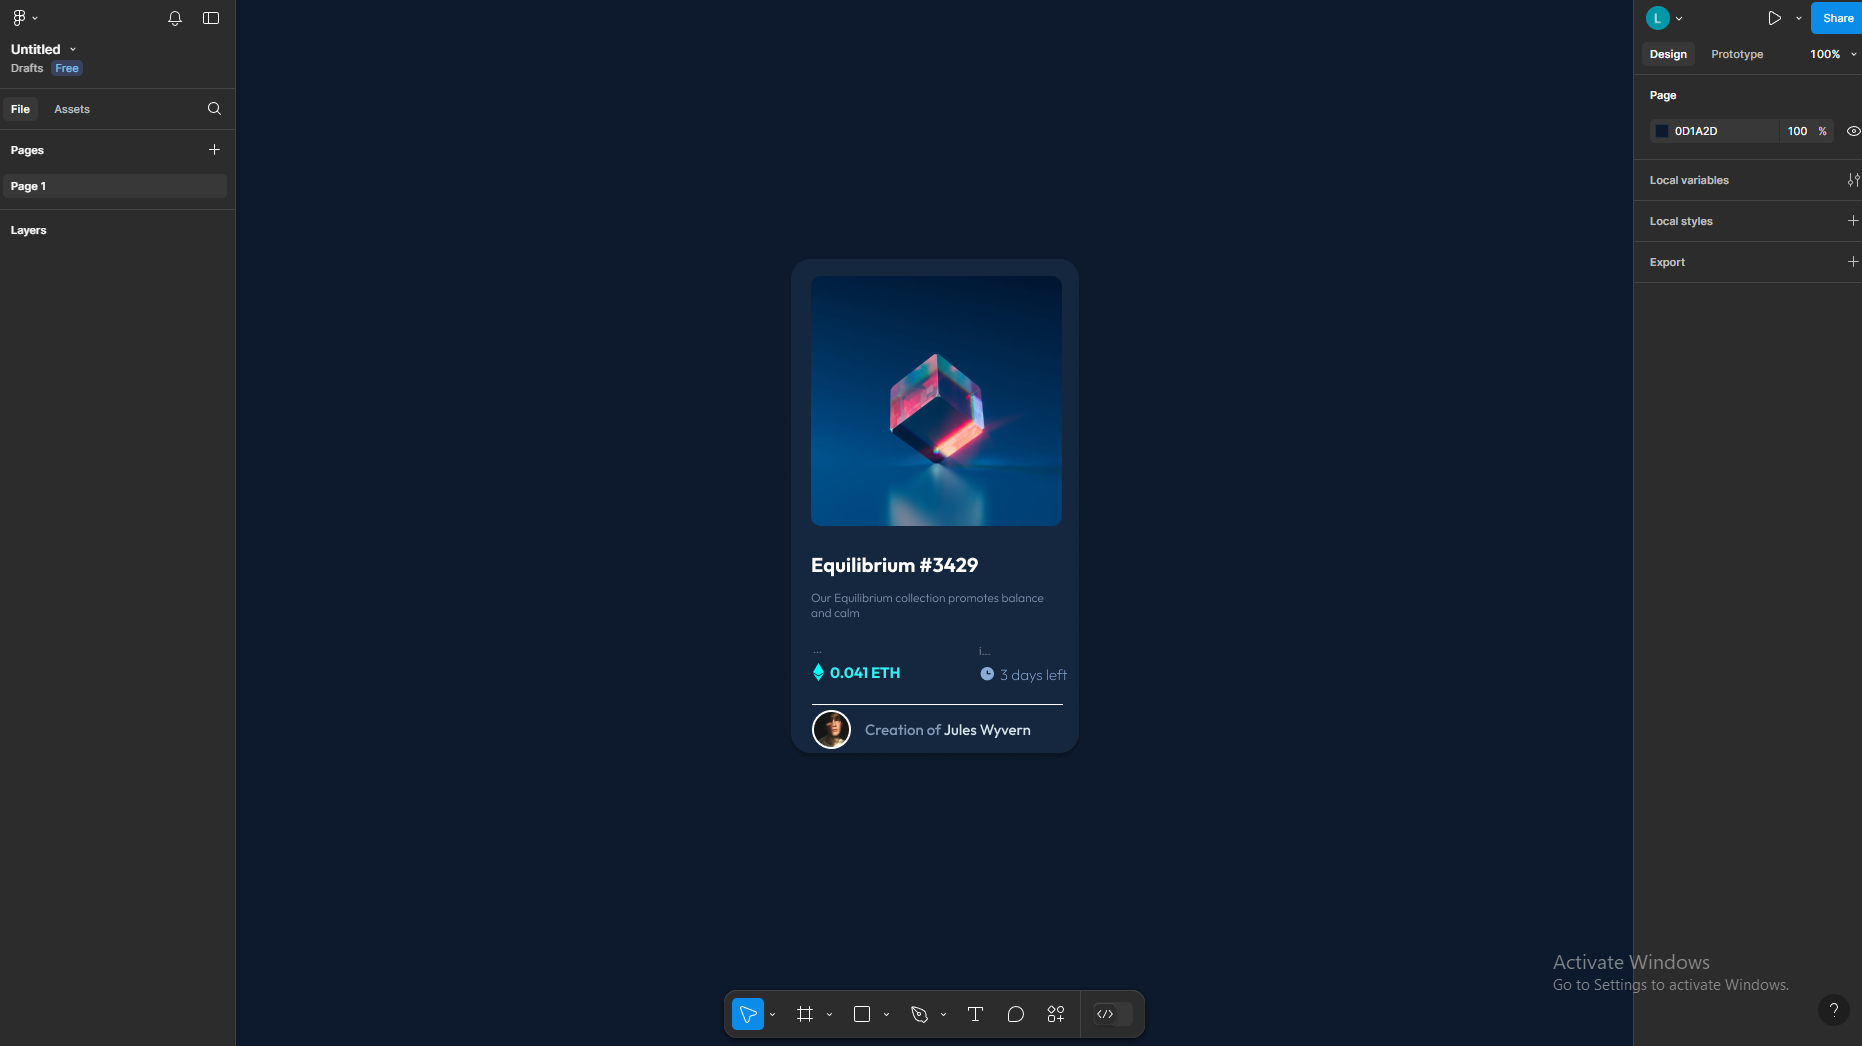 Untitled
Drafts Free
File Assets
Pages
Page 1
Layers
Equilibrium #3429
Our Equilibrium collection promotes balance
and calm
... i...
0.041 ETH 3 days left
Creation of Jules Wyvern
L Share
Design Prototype 100%
Page
0D1A2D 100 %
Local variables
Local styles
Export
Activate Windows
Go to Settings to activate Windows.
?